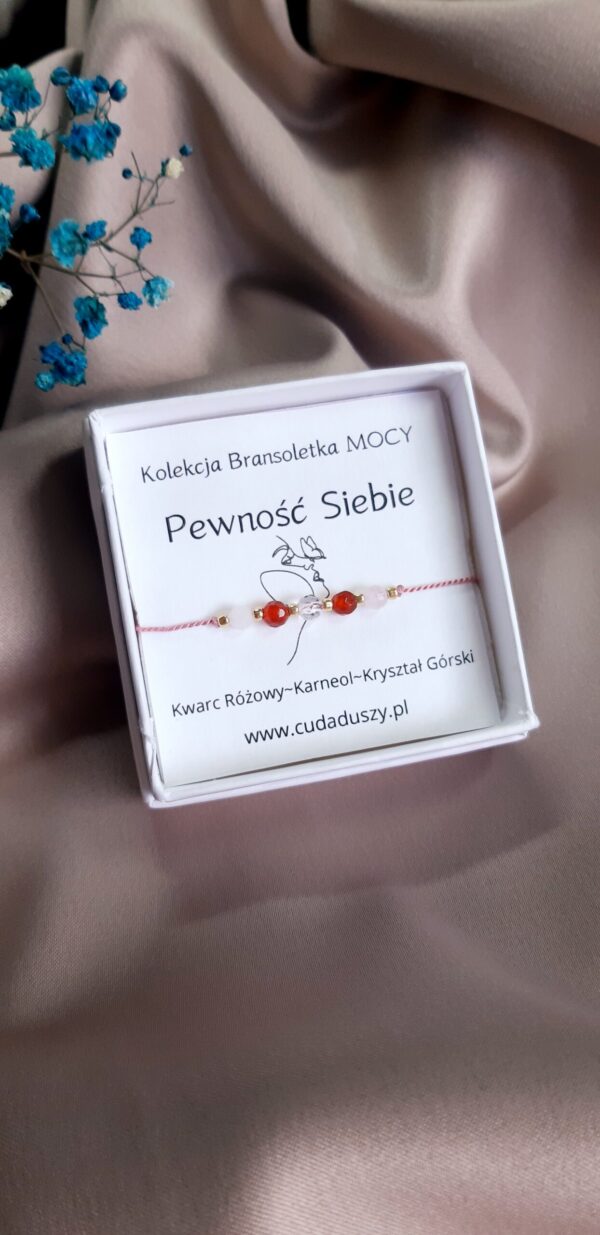 Kolekcja Bransoletka MOCY
Pewność Siebie
Kwarc Różowy~Karneol~Kryształ Górski
www.cudaduszy.pl